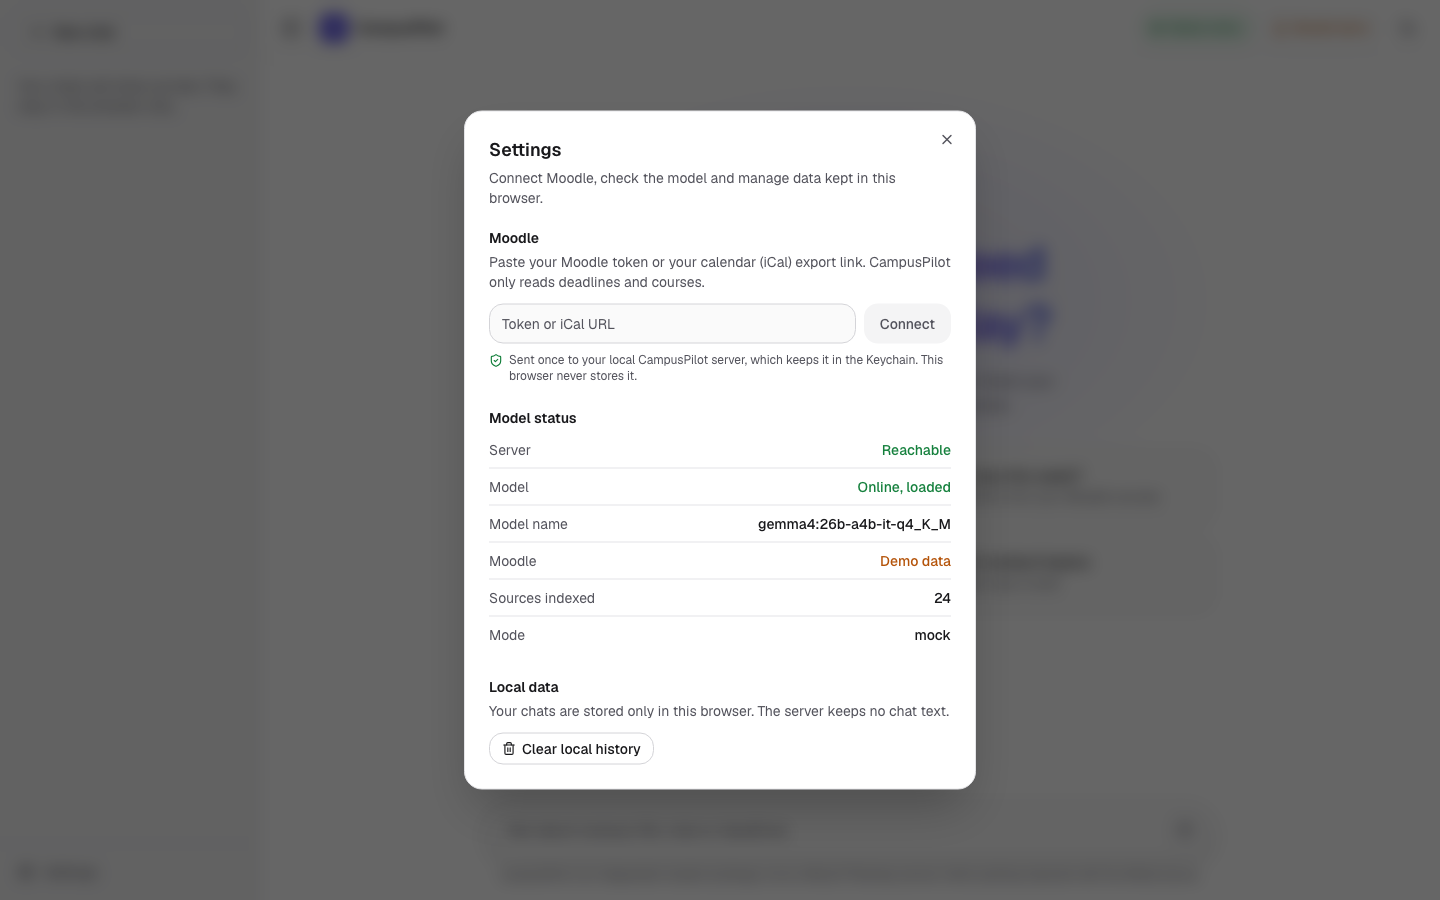 Settings
Connect Moodle, check the model and manage data kept in this
browser.
Moodle
Paste your Moodle token or your calendar (iCal) export link. CampusPilot
only reads deadlines and courses.
Token or iCal URL
Connect
Sent once to your local CampusPilot server, which keeps it in the Keychain. This
browser never stores it.
Model status
Server Reachable
Model Online, loaded
Model name gemma4:26b-a4b-it-q4_K_M
Moodle Demo data
Sources indexed 24
Mode mock
Local data
Your chats are stored only in this browser. The server keeps no chat text.
Clear local history